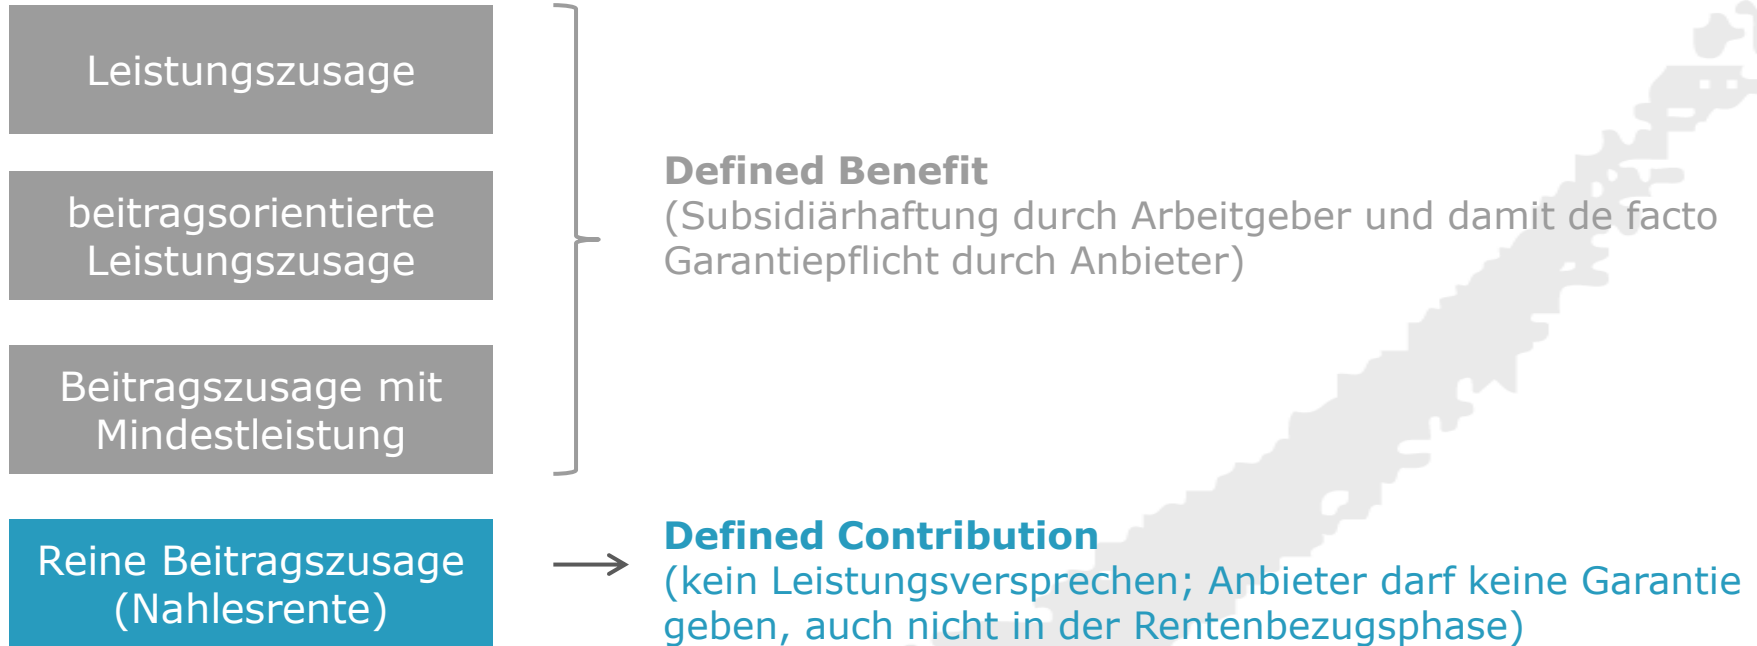 Leistungszusage
beitragsorientierte
Leistungszusage
Defined Benefit
(Subsidiärhaftung durch Arbeitgeber und damit de facto
Garantiepflicht durch Anbieter)
Beitragszusage mit
Mindestleistung
Reine Beitragszusage
(Nahlesrente)
Defined Contribution
(kein Leistungsversprechen; Anbieter darf keine Garantie
geben, auch nicht in der Rentenbezugsphase)